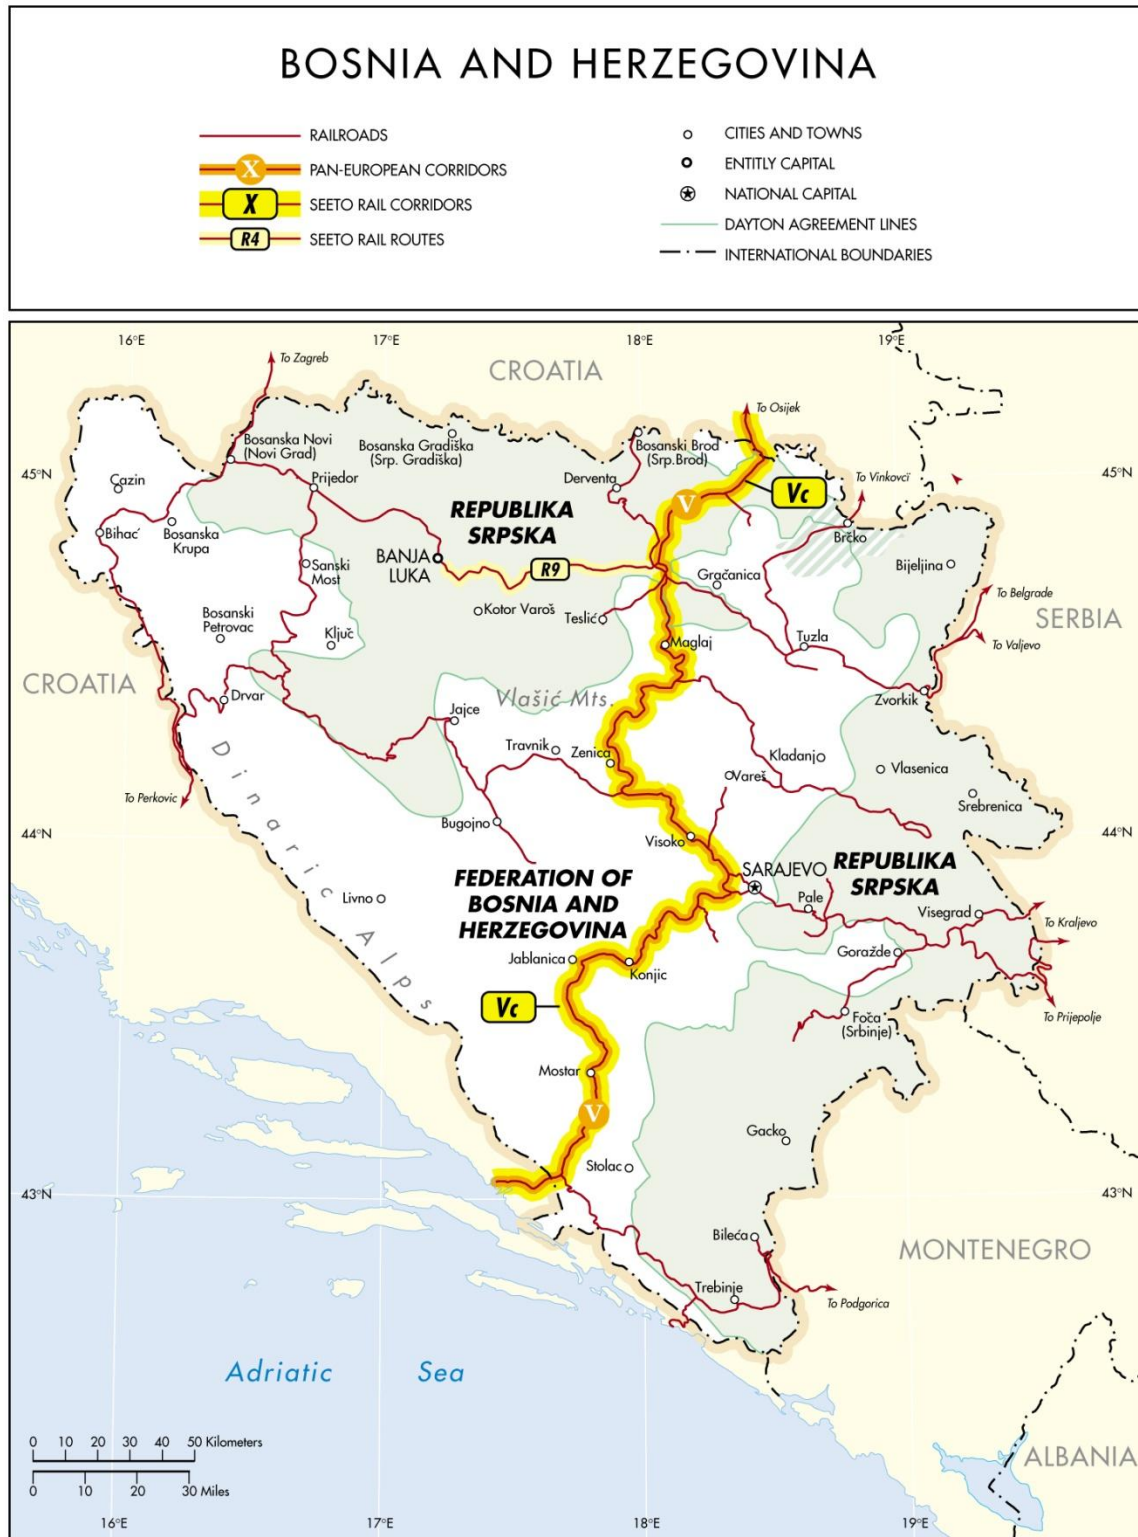 BOSNIA AND HERZEGOVINA
RAILROADS
X
PAN-EUROPEAN CORRIDORS
X
SEETO RAIL CORRIDORS
R4
SEETO RAIL ROUTES
CITIES AND TOWNS
ENTITLY CAPITAL
NATIONAL CAPITAL
DAYTON AGREEMENT LINES
INTERNATIONAL BOUNDARIES
16°E
17°E
18°E
19°E
To Zagreb
CROATIA
To Osijek
Bosanska Novi
(Novi Grad)
Bosanska Gradiška
(Srp. Gradiška)
Bosanski Brod
(Srp.Brod)
45°N
45°N
Cazin
Prijedor
Derventa
Vc
To Vinkovci
V
REPUBLIKA
SRPSKA
Bihać
Bosanska
Krupa
Brčko
BANJA
LUKA
R9
Sanski
Most
Gračanica
Bijeljina
To Belgrade
Kotor Varoš
Teslić
SERBIA
Bosanski
Petrovac
Ključ
Maglaj
Tuzla
To Valjevo
CROATIA
Drvar
Vlašić Mts.
Zvorkik
Jajce
Travnik
Zenica
Kladanj
Vareš
Vlasenica
Srebrenica
To Perkovic
Dinaric Alps
Bugojno
44°N
44°N
Visoko
SARAJEVO
REPUBLIKA
SRPSKA
FEDERATION OF
BOSNIA AND
HERZEGOVINA
Livno
Pale
Visegrad
To Kraljevo
Jablanica
Konjic
Goražde
Vc
Foča
(Srbinje)
To Prijepolje
Mostar
V
Gacko
Stolac
43°N
43°N
Bileća
MONTENEGRO
Trebinje
To Podgorica
Adriatic Sea
0 10 20 30 40 50 Kilometers
0 10 20 30 Miles
ALBANIA
16°E
17°E
18°E
19°E